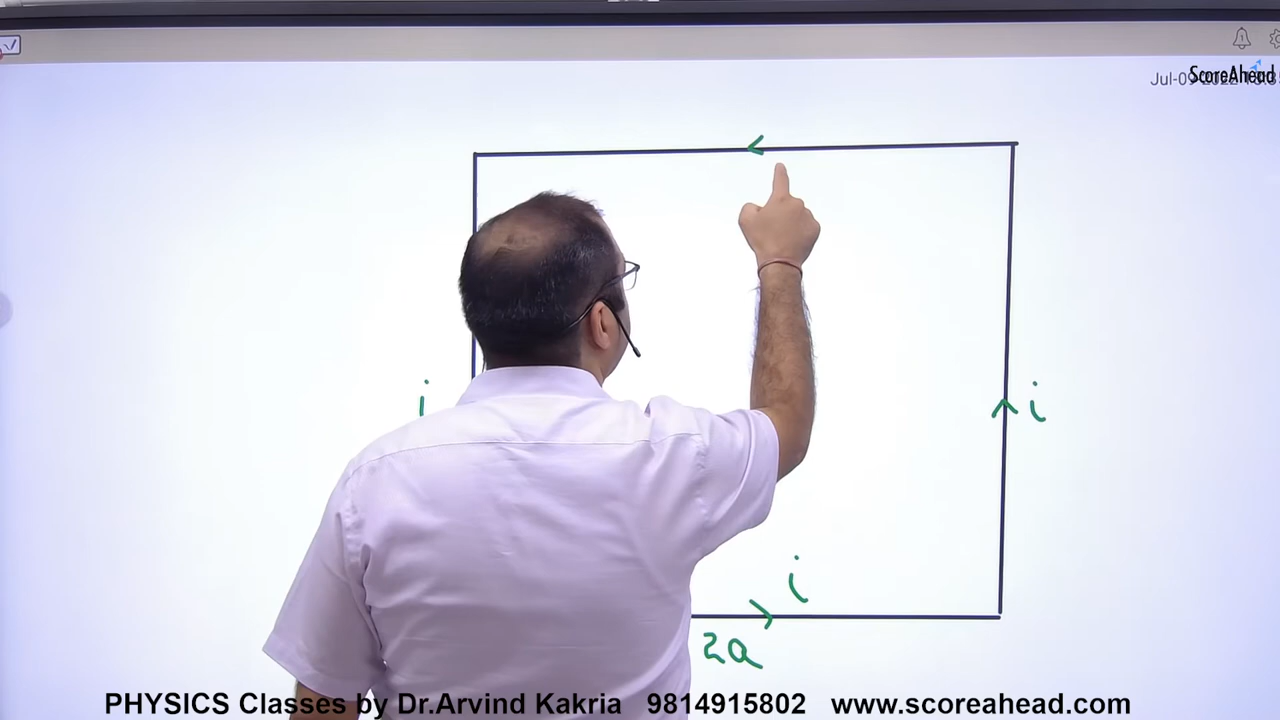 ScoreAhead
i
i
i
2a
PHYSICS Classes by Dr.Arvind Kakria 9814915802 www.scoreahead.com